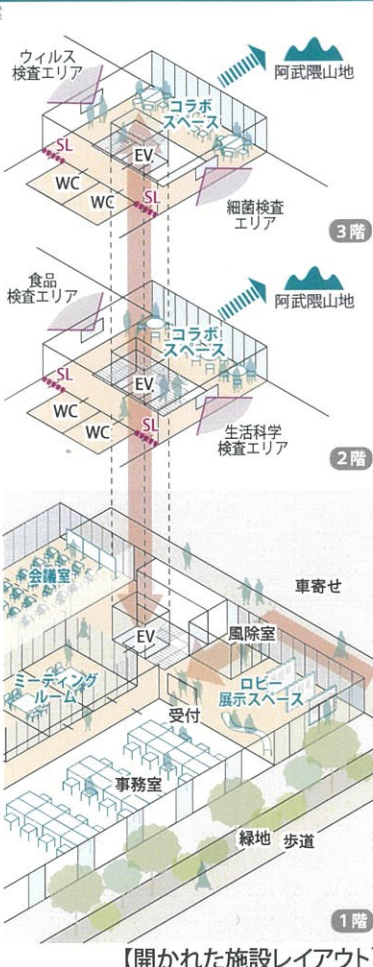 ウィルス
検査エリア
阿武隈山地
コラボ
スペース
SL
EV
WC
WC
SL
細菌検査
エリア
3階
食品
検査エリア
阿武隈山地
コラボ
スペース
SL
EV
WC
WC
SL
生活科学
検査エリア
2階
会議室
車寄せ
EV
風除室
ミーティング
ルーム
ロビー
展示スペース
受付
事務室
緑地 歩道
1階
【開かれた施設レイアウト】